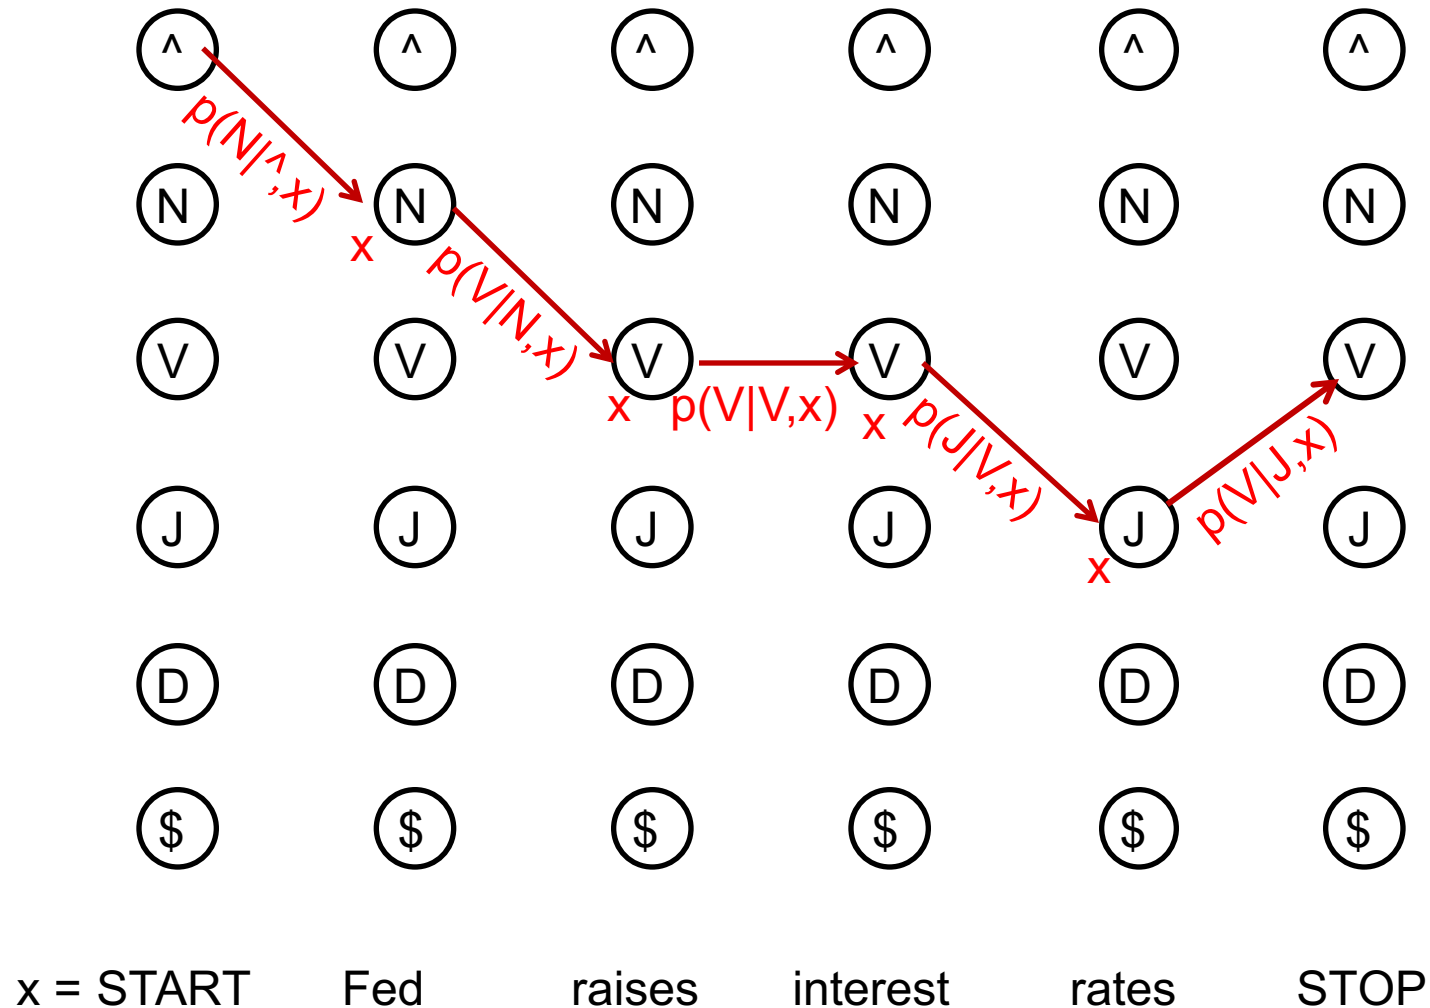 ^ ^ ^ ^ ^ ^
p(N|^,x)
N N N N N N
x
p(V|N,x)
V V V V V V
x p(V|V,x) x
p(J|V,x)
p(V|J,x)
J J J J J J
x
D D D D D D
$ $ $ $ $ $
x = START Fed raises interest rates STOP